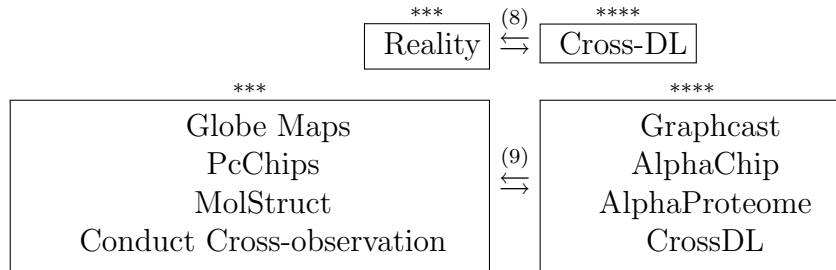 *** (8) ****
Reality ⇆ Cross-DL
*** ****
Globe Maps Graphcast
PcChips (9) AlphaChip
MolStruct ⇆ AlphaProteome
Conduct Cross-observation CrossDL